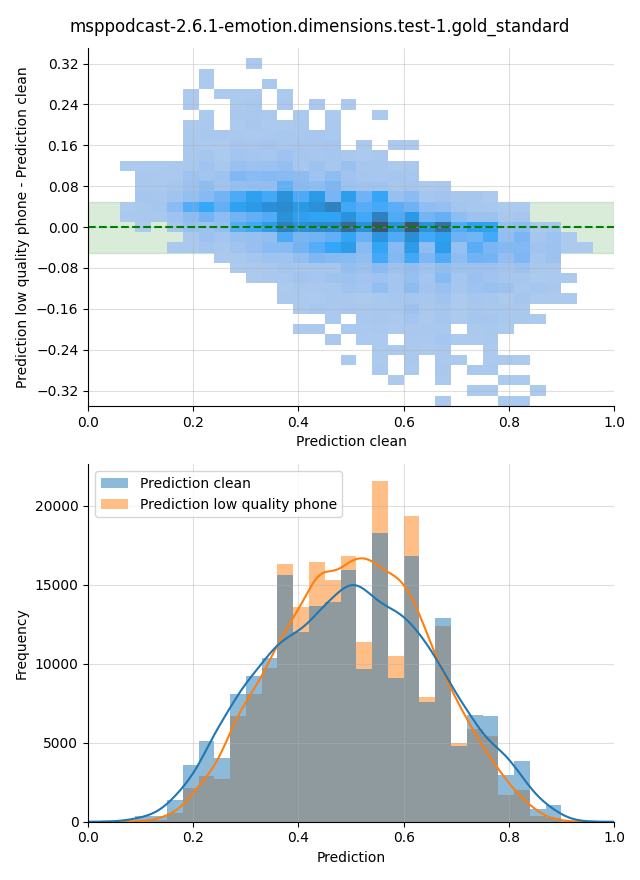 msppodcast-2.6.1-emotion.dimensions.test-1.gold_standard
Prediction low quality phone - Prediction clean
0.32
0.24
0.16
0.08
0.00
−0.08
−0.16
−0.24
−0.32
0.0 0.2 0.4 0.6 0.8 1.0
Prediction clean
Prediction clean
Prediction low quality phone
Frequency
20000
15000
10000
5000
0
0.0 0.2 0.4 0.6 0.8 1.0
Prediction